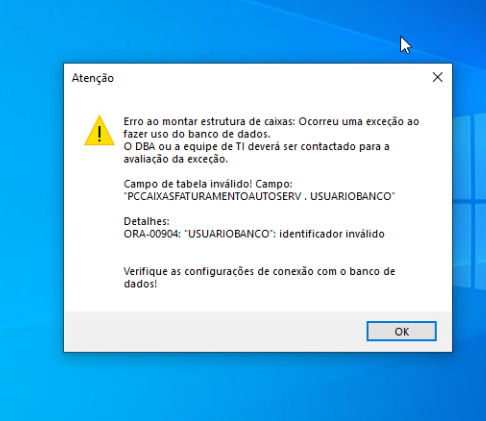 Atenção
Erro ao montar estrutura de caixas: Ocorreu uma exceção ao
fazer uso do banco de dados.
O DBA ou a equipe de TI deverá ser contactado para a
avaliação da exceção.
Campo de tabela inválido! Campo:
"PCCAIXASFATURAMENTOAUTOSERV . USUARIOBANCO"
Detalhes:
ORA-00904: "USUARIOBANCO": identificador inválido
Verifique as configurações de conexão com o banco de
dados!
OK